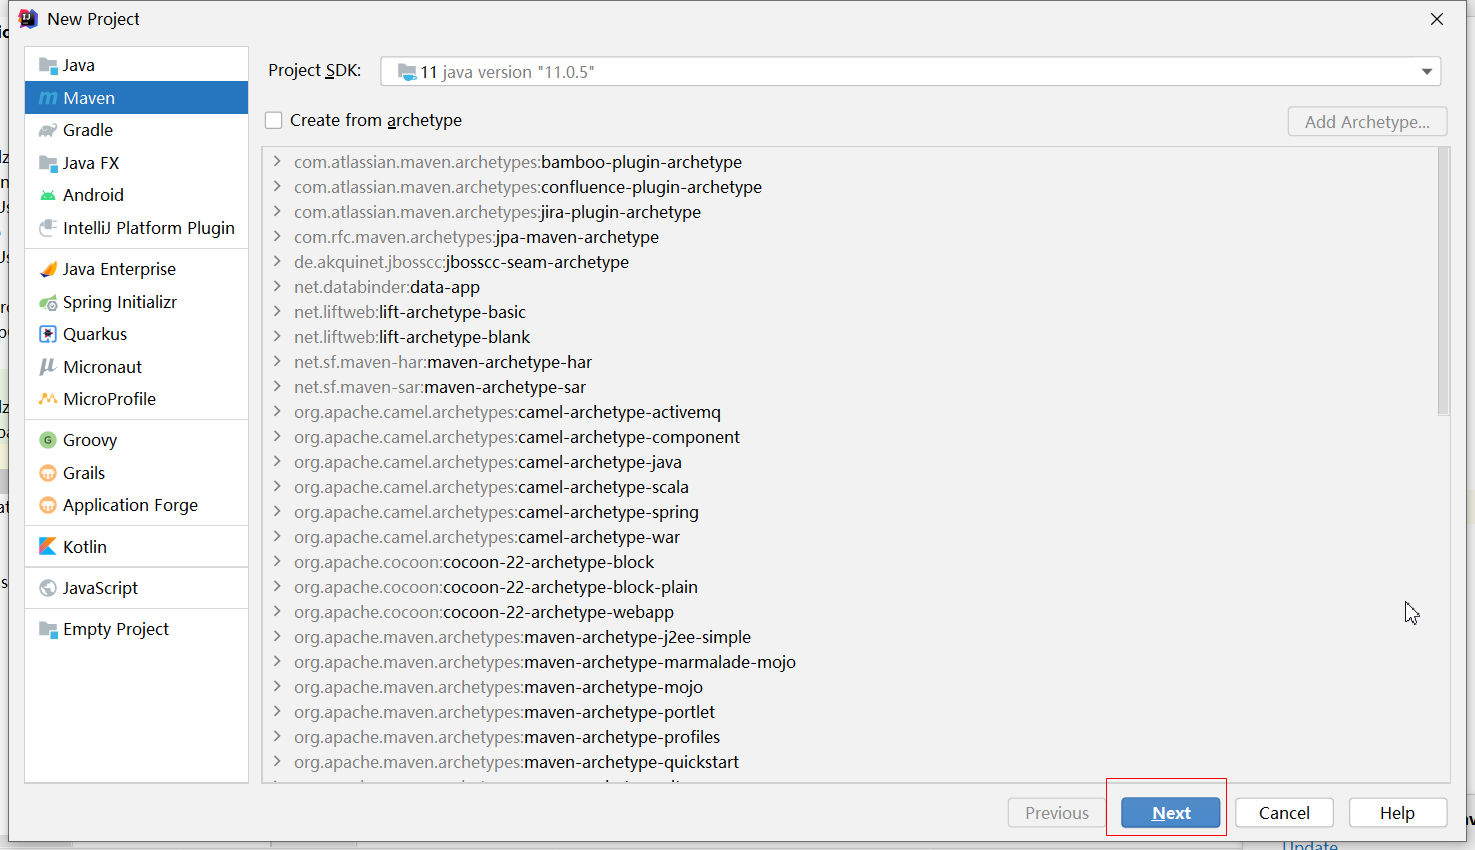 New Project
Java
Maven
Gradle
Java FX
Android
IntelliJ Platform Plugin
Java Enterprise
Spring Initializr
Quarkus
Micronaut
MicroProfile
Groovy
Grails
Application Forge
Kotlin
JavaScript
Empty Project
Project SDK: 11 java version "11.0.5"
Create from archetype
Add Archetype...
com.atlassian.maven.archetypes:bamboo-plugin-archetype
com.atlassian.maven.archetypes:confluence-plugin-archetype
com.atlassian.maven.archetypes:jira-plugin-archetype
com.rfc.maven.archetypes:jpa-maven-archetype
de.akquinet.jbosscc:jbosscc-seam-archetype
net.databinder:data-app
net.liftweb:lift-archetype-basic
net.liftweb:lift-archetype-blank
net.sf.maven-har:maven-archetype-har
net.sf.maven-sar:maven-archetype-sar
org.apache.camel.archetypes:camel-archetype-activemq
org.apache.camel.archetypes:camel-archetype-component
org.apache.camel.archetypes:camel-archetype-java
org.apache.camel.archetypes:camel-archetype-scala
org.apache.camel.archetypes:camel-archetype-spring
org.apache.camel.archetypes:camel-archetype-war
org.apache.cocoon:cocoon-22-archetype-block
org.apache.cocoon:cocoon-22-archetype-block-plain
org.apache.cocoon:cocoon-22-archetype-webapp
org.apache.maven.archetypes:maven-archetype-j2ee-simple
org.apache.maven.archetypes:maven-archetype-marmalade-mojo
org.apache.maven.archetypes:maven-archetype-mojo
org.apache.maven.archetypes:maven-archetype-portlet
org.apache.maven.archetypes:maven-archetype-profiles
org.apache.maven.archetypes:maven-archetype-quickstart
Previous
Next
Cancel
Help
Update